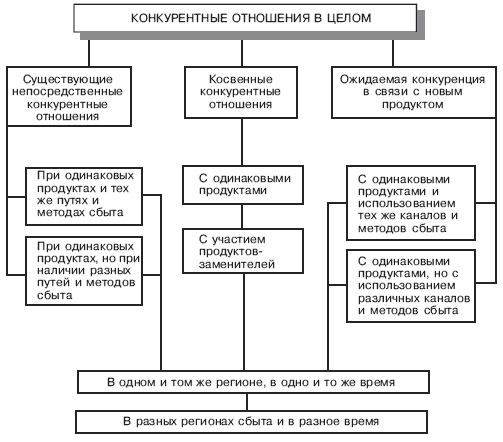 КОНКУРЕНТНЫЕ ОТНОШЕНИЯ В ЦЕЛОМ
Существующие
непосредственные
конкурентные
отношения
Косвенные
конкурентные
отношения
Ожидаемая конкуренция
в связи с новым
продуктом
При одинаковых
продуктах и тех
же путях и
методах сбыта
С одинаковыми
продуктами
С одинаковыми
продуктами и
использованием
тех же каналов и
методов сбыта
При одинаковых
продуктах, но при
наличии разных
путей и методов
сбыта
С участием
продуктов-
заменителей
С одинаковыми
продуктами, но с
использованием
различных каналов
и методов сбыта
В одном и том же регионе, в одно и то же время
В разных регионах сбыта и в разное время